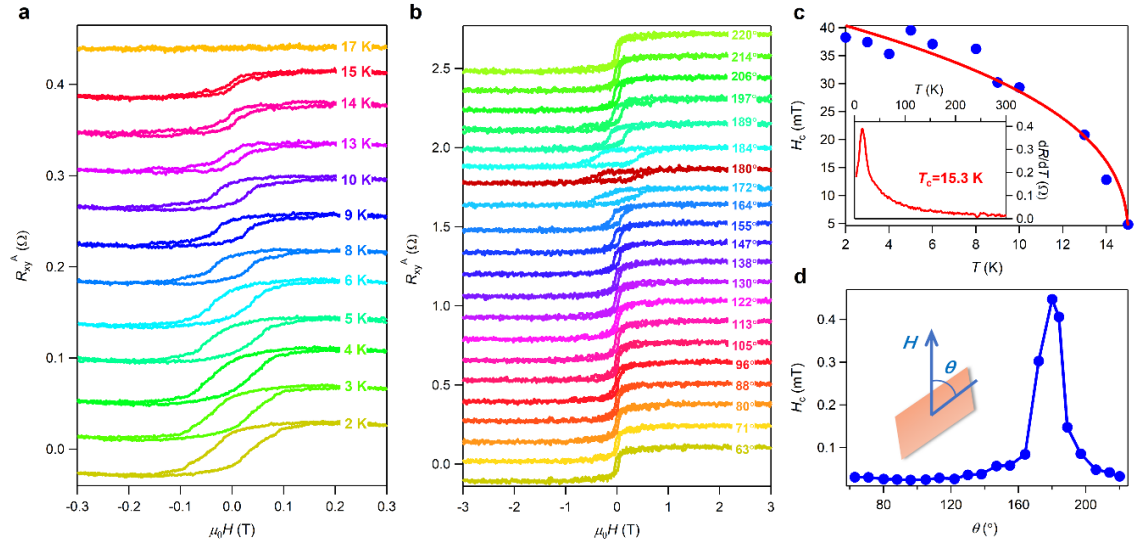 a
R_xy^A (Ω)
0.4
0.3
0.2
0.1
0.0
17 K
15 K
14 K
13 K
10 K
9 K
8 K
6 K
5 K
4 K
3 K
2 K
-0.3
-0.2
-0.1
0.0
0.1
0.2
0.3
μ₀H (T)
b
R_xy^A (Ω)
2.5
2.0
1.5
1.0
0.5
0.0
220°
214°
206°
197°
189°
184°
180°
172°
164°
155°
147°
138°
130°
122°
113°
105°
96°
88°
80°
71°
63°
-3
-2
-1
0
1
2
3
μ₀H (T)
c
H_c (mT)
40
35
30
25
20
15
10
5
2
4
6
8
10
12
14
T (K)
T (K)
0
100
200
300
0.4
0.3
0.2
0.1
0.0
dR/dT (Ω)
T_c=15.3 K
d
H_c (mT)
0.4
0.3
0.2
0.1
H
θ
80
120
160
200
θ (°)